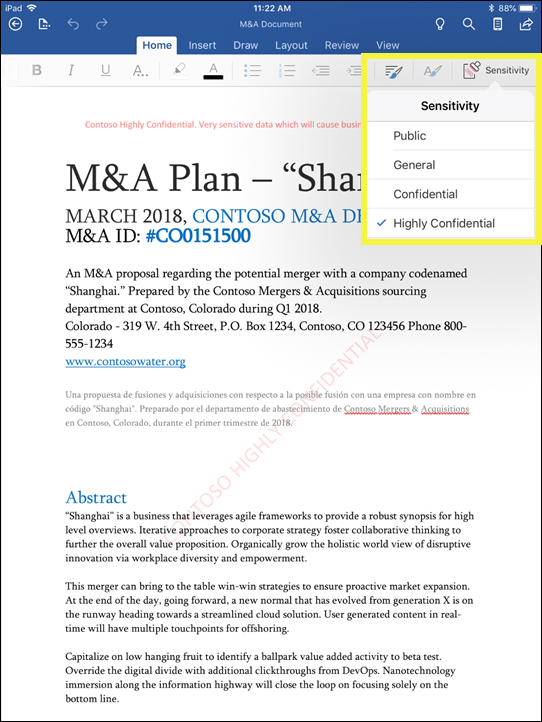 iPad 11:22 AM 88%
M&A Document
Home Insert Draw Layout Review View
B I U A.. A Sensitivity
Sensitivity
Public
General
Confidential
Highly Confidential
Contoso Highly Confidential. Very sensitive data which will cause
M&A Plan – “Shan
MARCH 2018, CONTOSO M&A
M&A ID: #CO0151500
An M&A proposal regarding the potential merger with a company codenamed
“Shanghai.” Prepared by the Contoso Mergers & Acquisitions sourcing
department at Contoso, Colorado during Q1 2018.
Colorado - 319 W. 4th Street, P.O. Box 1234, Contoso, CO 123456 Phone 800-
555-1234
www.contosowater.org
Una propuesta de fusiones y adquisiciones con respecto a la posible fusión con una empresa con nombre en
código "Shanghai". Preparado por el departamento de abastecimiento de Contoso Mergers & Acquisitions
en Contoso, Colorado, durante el primer trimestre de 2018.
CONTOSO HIGHLY CONFIDENTIAL
Abstract
“Shanghai” is a business that leverages agile frameworks to provide a robust synopsis for high
level overviews. Iterative approaches to corporate strategy foster collaborative thinking to
further the overall value proposition. Organically grow the holistic world view of disruptive
innovation via workplace diversity and empowerment.
This merger can bring to the table win-win strategies to ensure proactive market expansion.
At the end of the day, going forward, a new normal that has evolved from generation X is on
the runway heading towards a streamlined cloud solution. User generated content in real-
time will have multiple touchpoints for offshoring.
Capitalize on low hanging fruit to identify a ballpark value added activity to beta test.
Override the digital divide with additional clickthroughs from DevOps. Nanotechnology
immersion along the information highway will close the loop on focusing solely on the
bottom line.